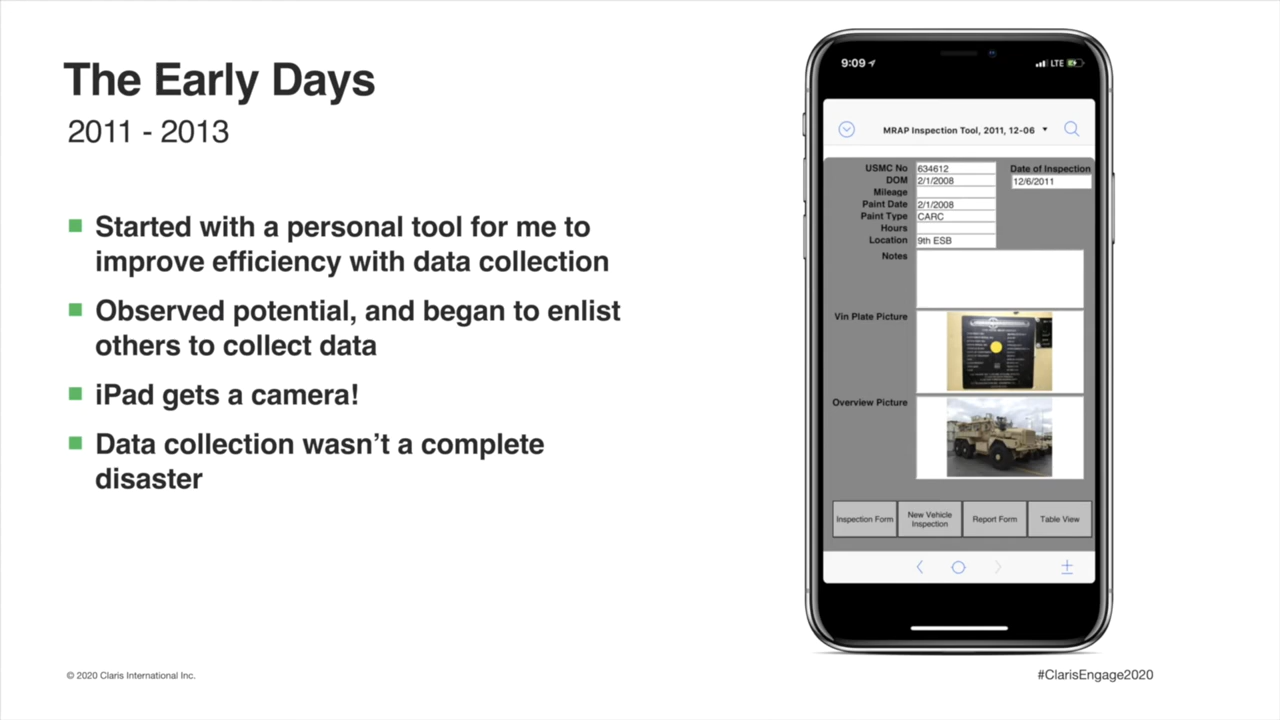 The Early Days
2011 - 2013
Started with a personal tool for me to
improve efficiency with data collection
Observed potential, and began to enlist
others to collect data
iPad gets a camera!
Data collection wasn’t a complete
disaster
9:09
LTE
MRAP Inspection Tool, 2011, 12-06
USMC No 634612
Date of Inspection
DOM 2/1/2008
12/6/2011
Mileage
Paint Date 2/1/2008
Paint Type CARC
Hours
Location 9th ESB
Notes
Vin Plate Picture
Overview Picture
Inspection Form
New Vehicle
Inspection
Report Form
Table View
© 2020 Claris International Inc.
#ClarisEngage2020